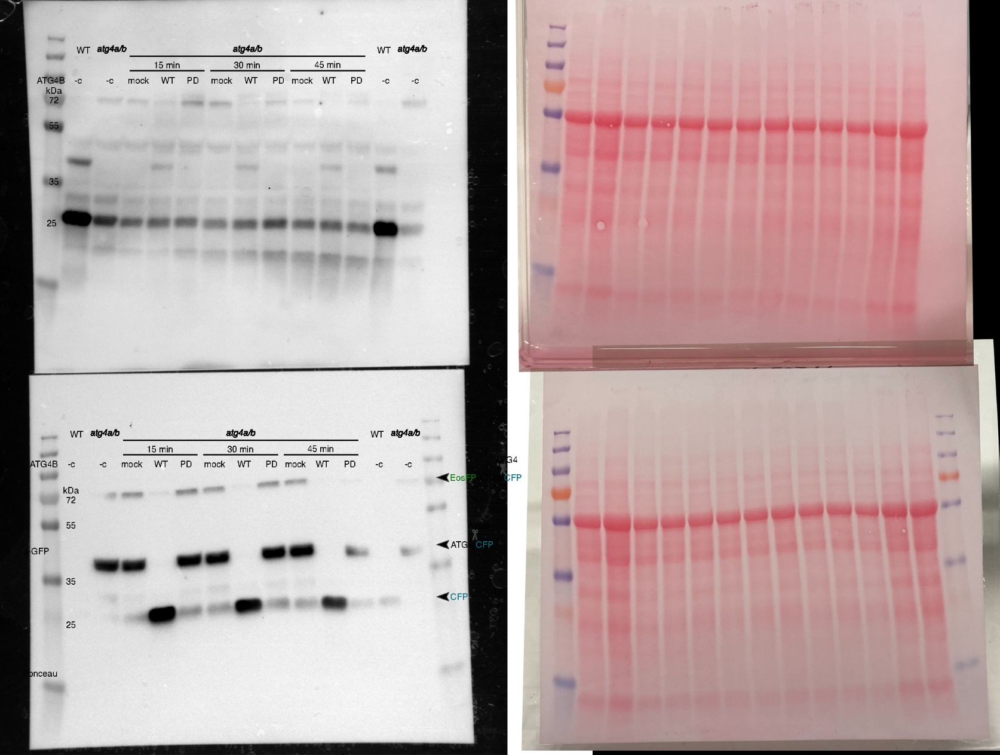 WT atg4a/b atg4a/b WT atg4a/b
15 min 30 min 45 min
ATG4B -c -c mock WT PD mock WT PD mock WT PD -c -c
kDa
72
55
35
25
WT atg4a/b atg4a/b WT atg4a/b
15 min 30 min 45 min
ATG4B -c -c mock WT PD mock WT PD mock WT PD -c -c
G4
EosFP CFP
kDa
72
55
ATG CFP
-GFP
35
CFP
25
onceau